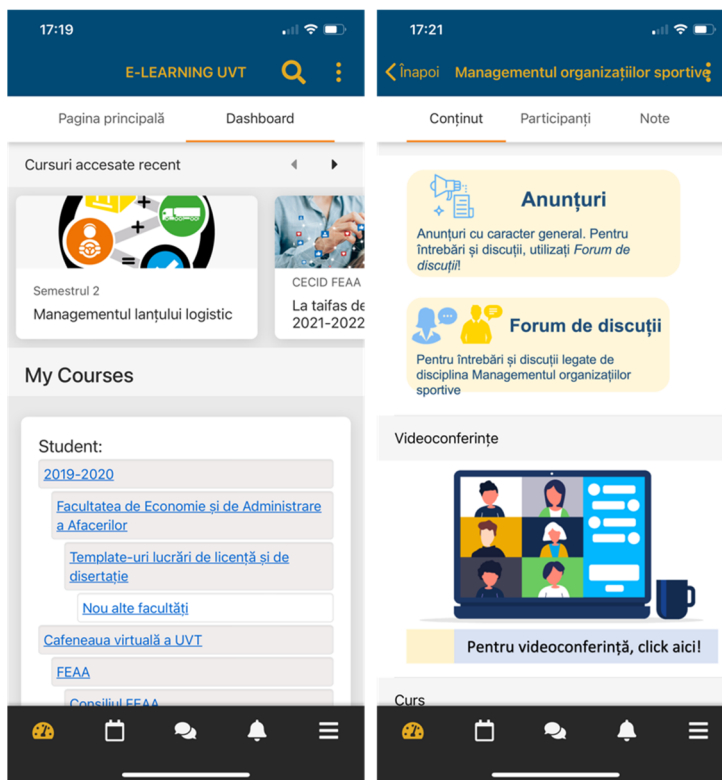 17:19
E-LEARNING UVT
Pagina principală
Dashboard
Cursuri accesate recent
Semestrul 2
Managementul lanțului logistic
CECID FEAA
La taifas de
2021-2022
My Courses
Student:
2019-2020
Facultatea de Economie și de Administrare
a Afacerilor
Template-uri lucrări de licență și de
disertație
Nou alte facultăți
Cafeneaua virtuală a UVT
FEAA
Consiliul FEAA
17:21
Înapoi
Managementul organizațiilor sportive
Conținut
Participanți
Note
Anunțuri
Anunțuri cu caracter general. Pentru
întrebări și discuții, utilizați Forum de
discuții!
Forum de discuții
Pentru întrebări și discuții legate de
disciplina Managementul organizațiilor
sportive
Videoconferințe
Pentru videoconferință, click aici!
Curs